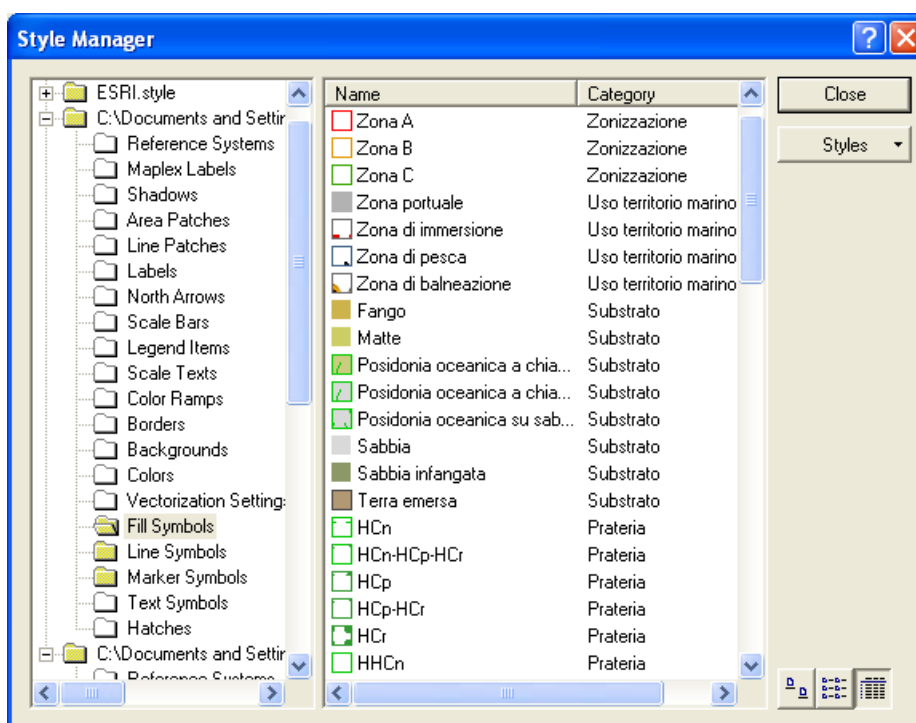 Style Manager
ESRI.style
C:\Documents and Settir
Reference Systems
Maplex Labels
Shadows
Area Patches
Line Patches
Labels
North Arrows
Scale Bars
Legend Items
Scale Texts
Color Ramps
Borders
Backgrounds
Colors
Vectorization Setting:
Fill Symbols
Line Symbols
Marker Symbols
Text Symbols
Hatches
C:\Documents and Settir
Reference Systems
Name Category
Zona A Zonizzazione
Zona B Zonizzazione
Zona C Zonizzazione
Zona portuale Uso territorio marino
Zona di immersione Uso territorio marino
Zona di pesca Uso territorio marino
Zona di balneazione Uso territorio marino
Fango Substrato
Matte Substrato
Posidonia oceanica a chia... Substrato
Posidonia oceanica a chia... Substrato
Posidonia oceanica su sab... Substrato
Sabbia Substrato
Sabbia infangata Substrato
Terra emersa Substrato
HCn Prateria
HCn-HCp-HCr Prateria
HCp Prateria
HCp-HCr Prateria
HCr Prateria
HHCn Prateria
Close
Styles